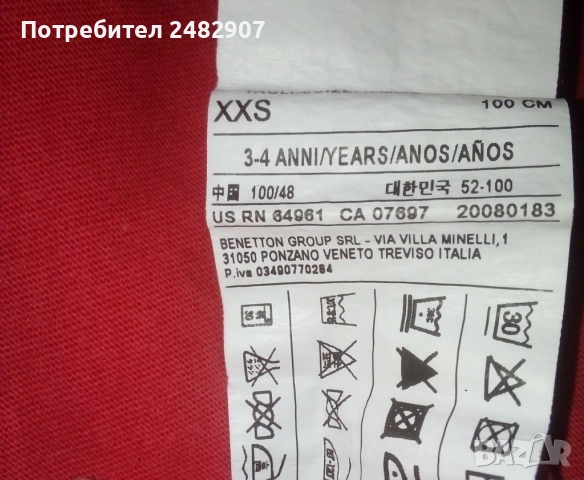 Потребител 2482907
XXS 100 CM
3-4 ANNI/YEARS/ANOS/AÑOS
中国 100/48 대한민국 52-100
US RN 64961 CA 07697 20080183
BENETTON GROUP SRL - VIA VILLA MINELLI,1
31050 PONZANO VENETO TREVISO ITALIA
P.iva 03490770264
30
BAZAR